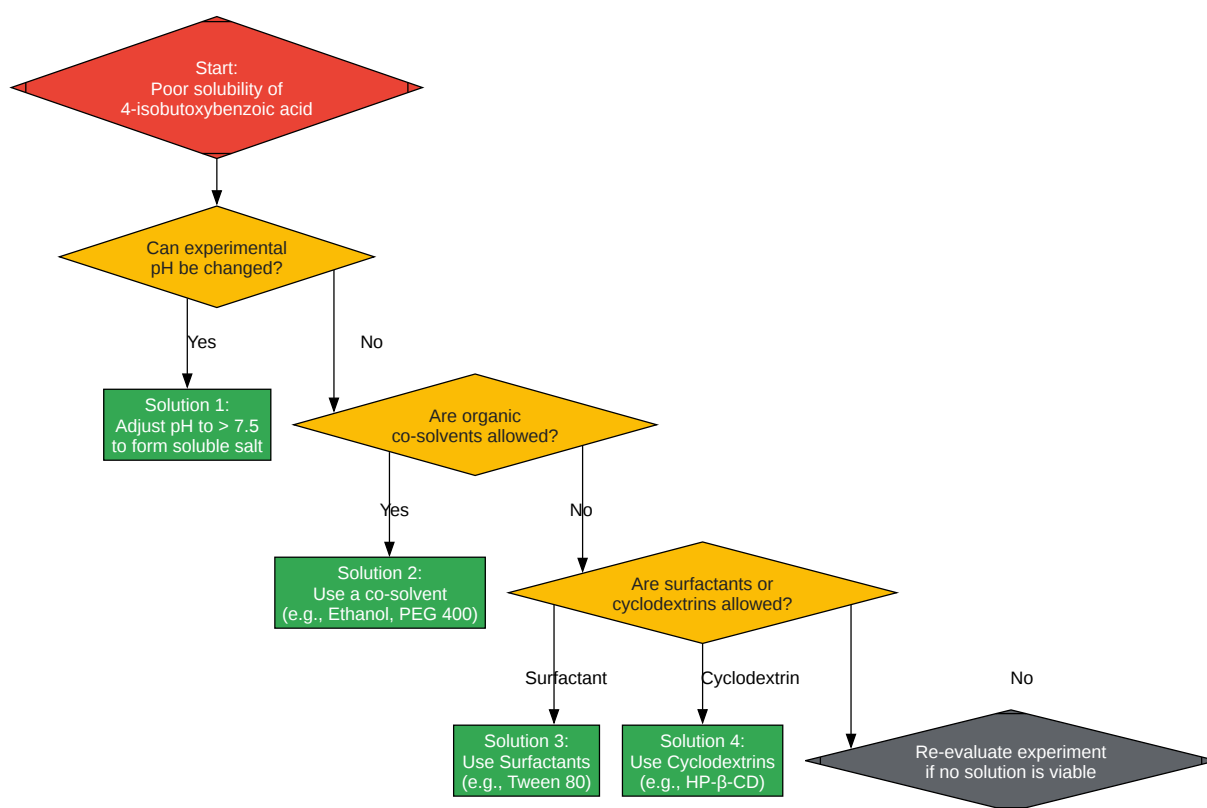 Start:
Poor solubility of
4-isobutoxybenzoic acid
Can experimental
pH be changed?
Yes
No
Solution 1:
Adjust pH to > 7.5
to form soluble salt
Are organic
co-solvents allowed?
Yes
No
Solution 2:
Use a co-solvent
(e.g., Ethanol, PEG 400)
Are surfactants or
cyclodextrins allowed?
Surfactant
Cyclodextrin
No
Solution 3:
Use Surfactants
(e.g., Tween 80)
Solution 4:
Use Cyclodextrins
(e.g., HP-β-CD)
Re-evaluate experiment
if no solution is viable